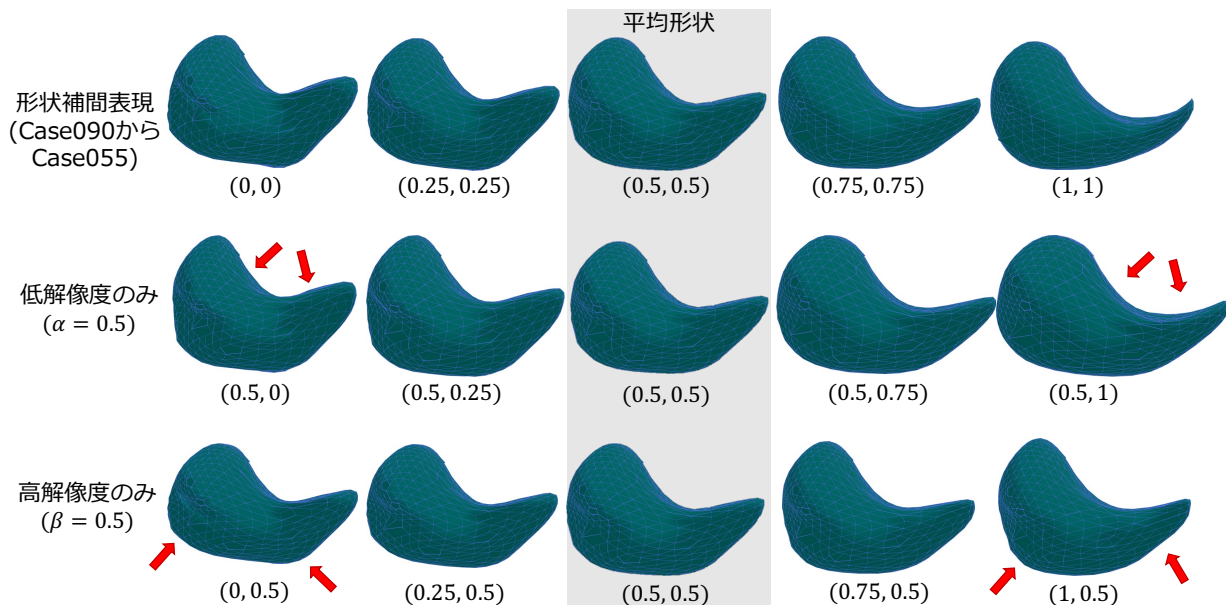 平均形状
形状補間表現
(Case090から
Case055)
(0, 0)
(0.25, 0.25)
(0.5, 0.5)
(0.75, 0.75)
(1, 1)
低解像度のみ
(α = 0.5)
(0.5, 0)
(0.5, 0.25)
(0.5, 0.5)
(0.5, 0.75)
(0.5, 1)
高解像度のみ
(β = 0.5)
(0, 0.5)
(0.25, 0.5)
(0.5, 0.5)
(0.75, 0.5)
(1, 0.5)